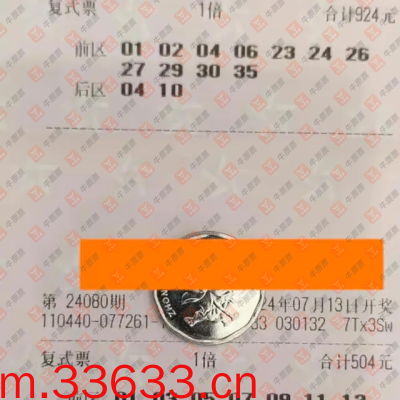 复式票 1倍 合计924元
前区 01 02 04 06 23 24 26
27 29 30 35
后区 04 10
第 24080期 24年07月13日开奖
110440-077261- 33 030132 7Tx3Sw
复式票 1倍 合计504元
m.33633.cn